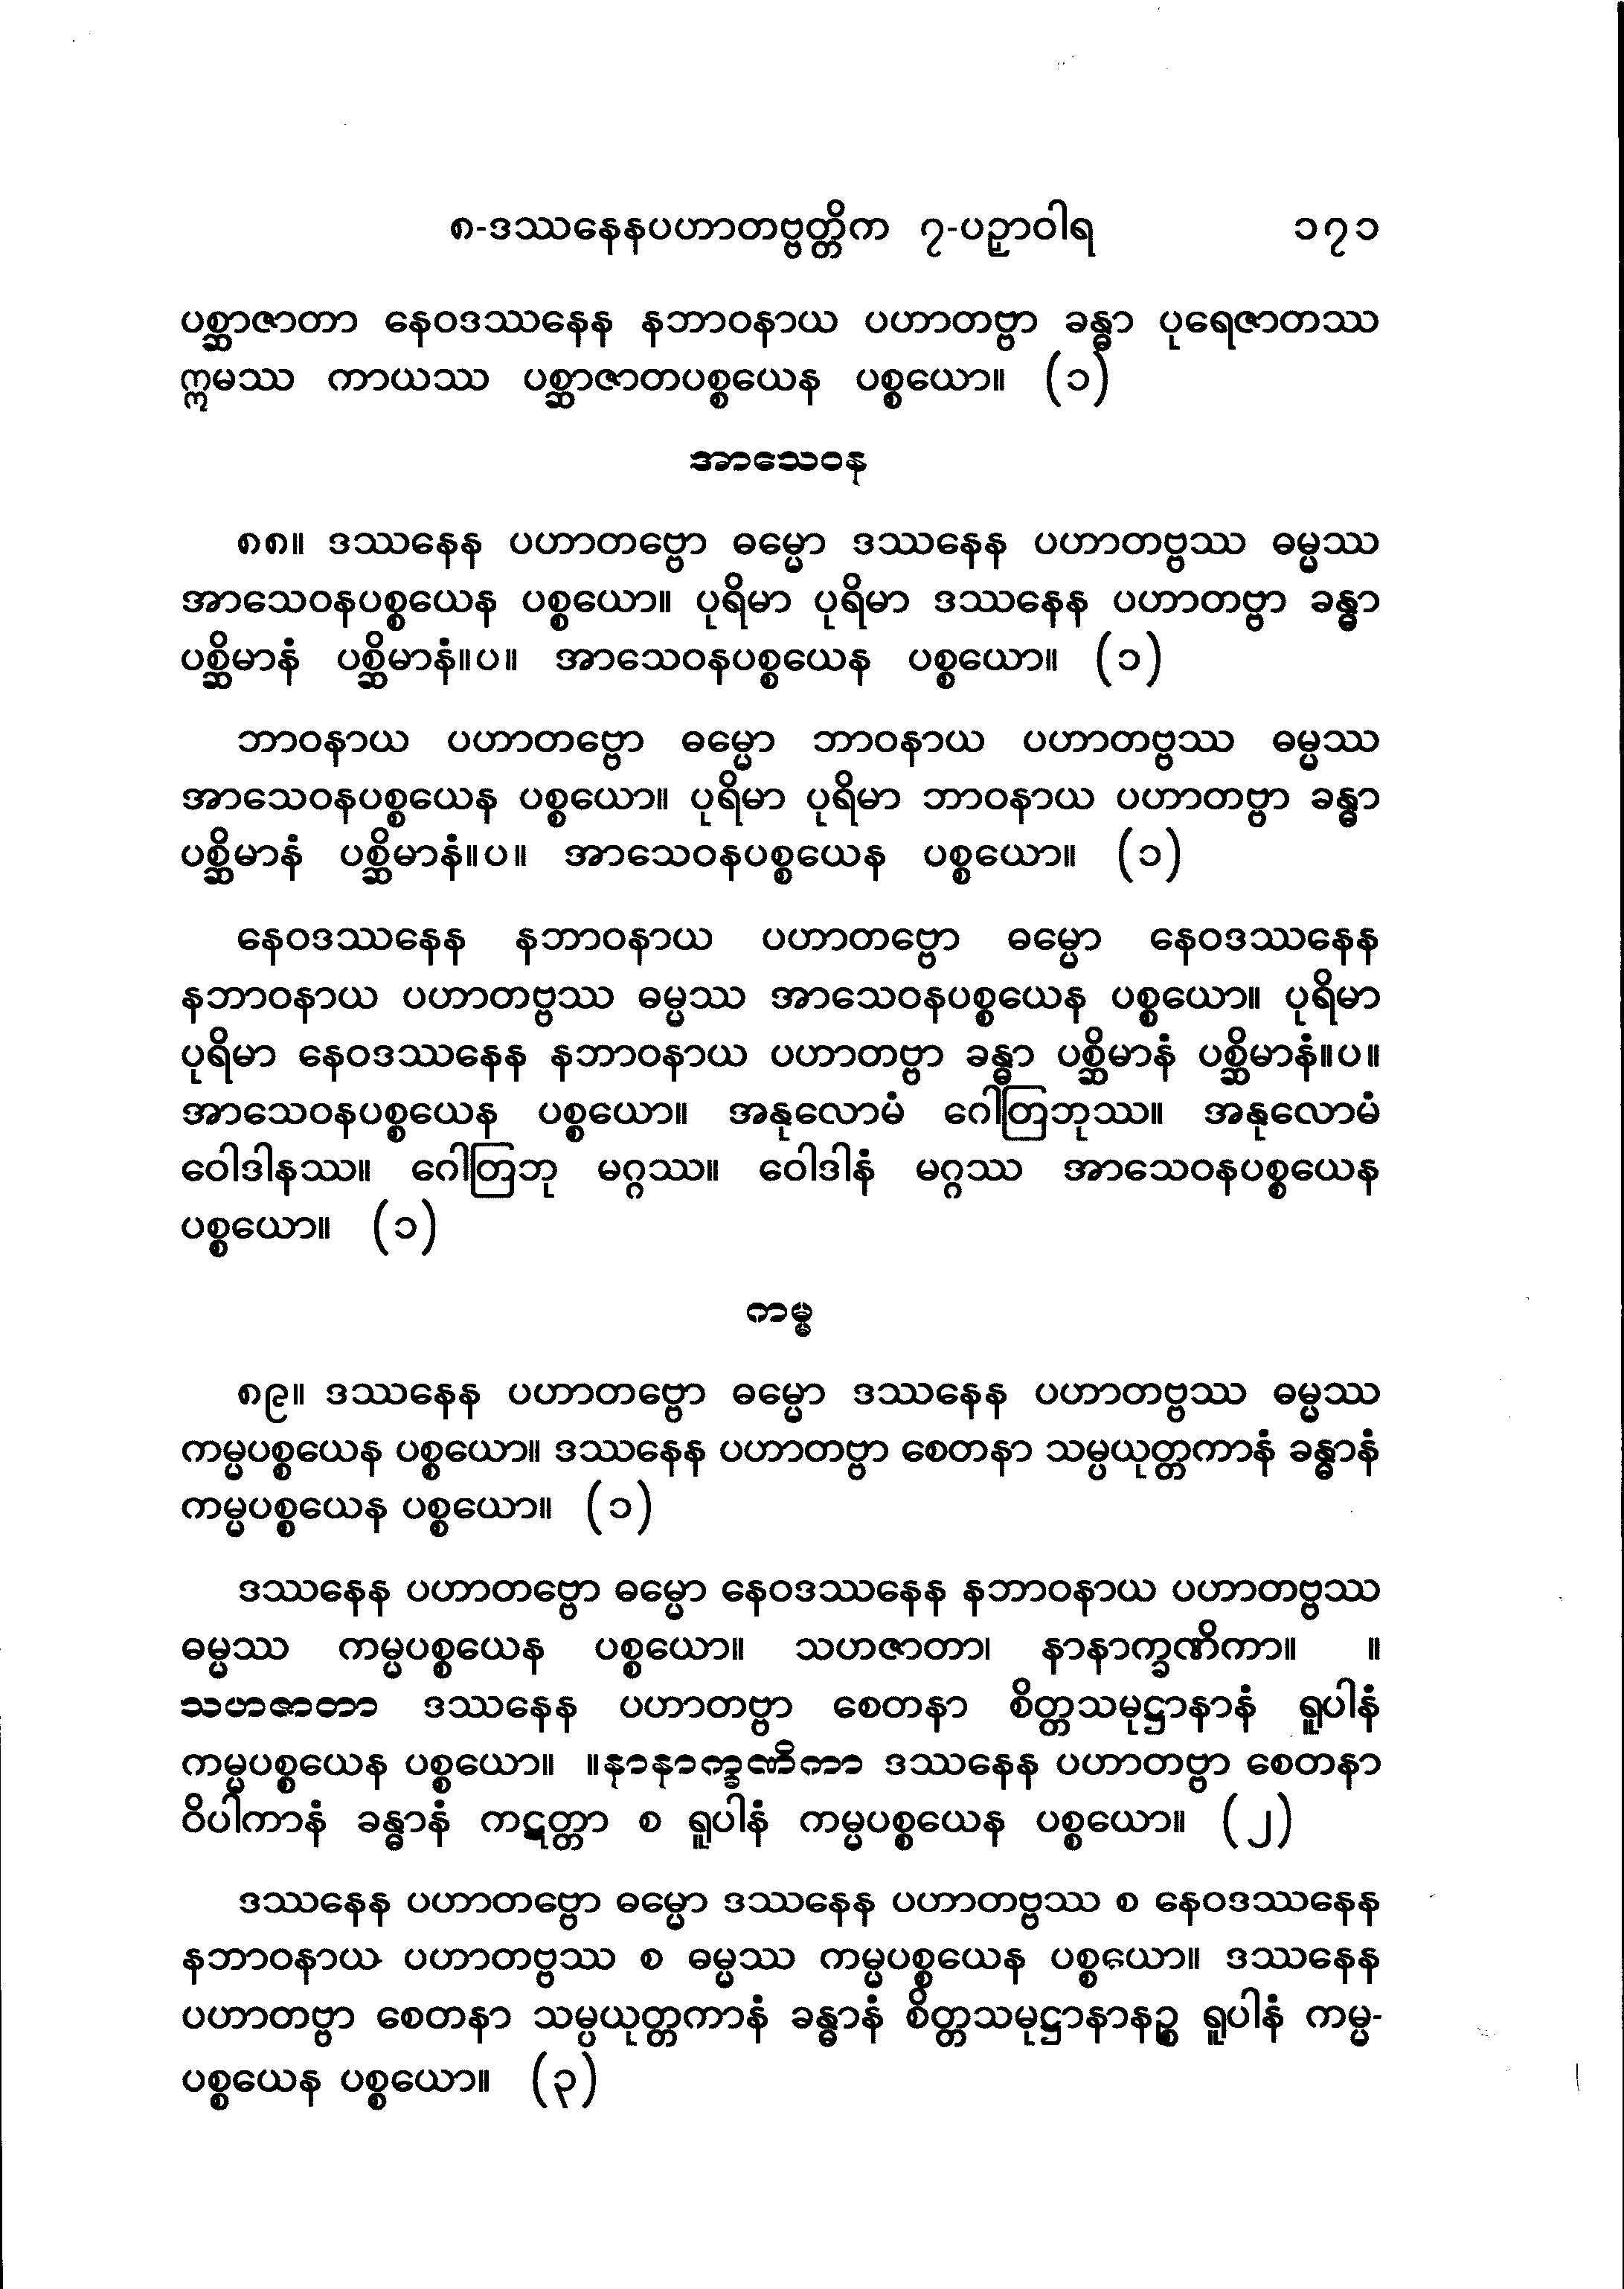 ၈-ဒဿနေနပဟာတဗ္ဗတ္တိက ၇-ပဉှာဝါရ ၁၇၁
ပစ္ဆာဇာတာ နေဝဒဿနေန နဘာဝနာယ ပဟာတဗ္ဗာ ခန္ဓာ ပုရေဇာတဿ
ဣမဿ ကာယဿ ပစ္ဆာဇာတပစ္စယေန ပစ္စယော။ (၁)
အာသေဝန
၈၈။ ဒဿနေန ပဟာတဗ္ဗော ဓမ္မော ဒဿနေန ပဟာတဗ္ဗဿ ဓမ္မဿ
အာသေဝနပစ္စယေန ပစ္စယော။ ပုရိမာ ပုရိမာ ဒဿနေန ပဟာတဗ္ဗာ ခန္ဓာ
ပစ္ဆိမာနံ ပစ္ဆိမာနံ။ပ။ အာသေဝနပစ္စယေန ပစ္စယော။ (၁)
ဘာဝနာယ ပဟာတဗ္ဗော ဓမ္မော ဘာဝနာယ ပဟာတဗ္ဗဿ ဓမ္မဿ
အာသေဝနပစ္စယေန ပစ္စယော။ ပုရိမာ ပုရိမာ ဘာဝနာယ ပဟာတဗ္ဗာ ခန္ဓာ
ပစ္ဆိမာနံ ပစ္ဆိမာနံ။ပ။ အာသေဝနပစ္စယေန ပစ္စယော။ (၁)
နေဝဒဿနေန နဘာဝနာယ ပဟာတဗ္ဗော ဓမ္မော နေဝဒဿနေန
နဘာဝနာယ ပဟာတဗ္ဗဿ ဓမ္မဿ အာသေဝနပစ္စယေန ပစ္စယော။ ပုရိမာ
ပုရိမာ နေဝဒဿနေန နဘာဝနာယ ပဟာတဗ္ဗာ ခန္ဓာ ပစ္ဆိမာနံ ပစ္ဆိမာနံ။ပ။
အာသေဝနပစ္စယေန ပစ္စယော။ အနုလောမံ ဂေါတြဘုဿ။ အနုလောမံ
ဝေါဒါနဿ။ ဂေါတြဘု မဂ္ဂဿ။ ဝေါဒါနံ မဂ္ဂဿ အာသေဝနပစ္စယေန
ပစ္စယော။ (၁)
ကမ္မ
၈၉။ ဒဿနေန ပဟာတဗ္ဗော ဓမ္မော ဒဿနေန ပဟာတဗ္ဗဿ ဓမ္မဿ
ကမ္မပစ္စယေန ပစ္စယော။ ဒဿနေန ပဟာတဗ္ဗာ စေတနာ သမ္ပယုတ္တကာနံ ခန္ဓာနံ
ကမ္မပစ္စယေန ပစ္စယော။ (၁)
ဒဿနေန ပဟာတဗ္ဗော ဓမ္မော နေဝဒဿနေန နဘာဝနာယ ပဟာတဗ္ဗဿ
ဓမ္မဿ ကမ္မပစ္စယေန ပစ္စယော။ သဟဇာတာ၊ နာနာက္ခဏိကာ။ ။
သဟဇာတာ ဒဿနေန ပဟာတဗ္ဗာ စေတနာ စိတ္တသမုဋ္ဌာနာနံ ရူပါနံ
ကမ္မပစ္စယေန ပစ္စယော။ ။နာနာက္ခဏိကာ ဒဿနေန ပဟာတဗ္ဗာ စေတနာ
ဝိပါကာနံ ခန္ဓာနံ ကဋတ္တာ စ ရူပါနံ ကမ္မပစ္စယေန ပစ္စယော။ (၂)
ဒဿနေန ပဟာတဗ္ဗော ဓမ္မော ဒဿနေန ပဟာတဗ္ဗဿ စ နေဝဒဿနေန
နဘာဝနာယ ပဟာတဗ္ဗဿ စ ဓမ္မဿ ကမ္မပစ္စယေန ပစ္စယော။ ဒဿနေန
ပဟာတဗ္ဗာ စေတနာ သမ္ပယုတ္တကာနံ ခန္ဓာနံ စိတ္တသမုဋ္ဌာနာနဉ္စ ရူပါနံ ကမ္မ-
ပစ္စယေန ပစ္စယော။ (၃)